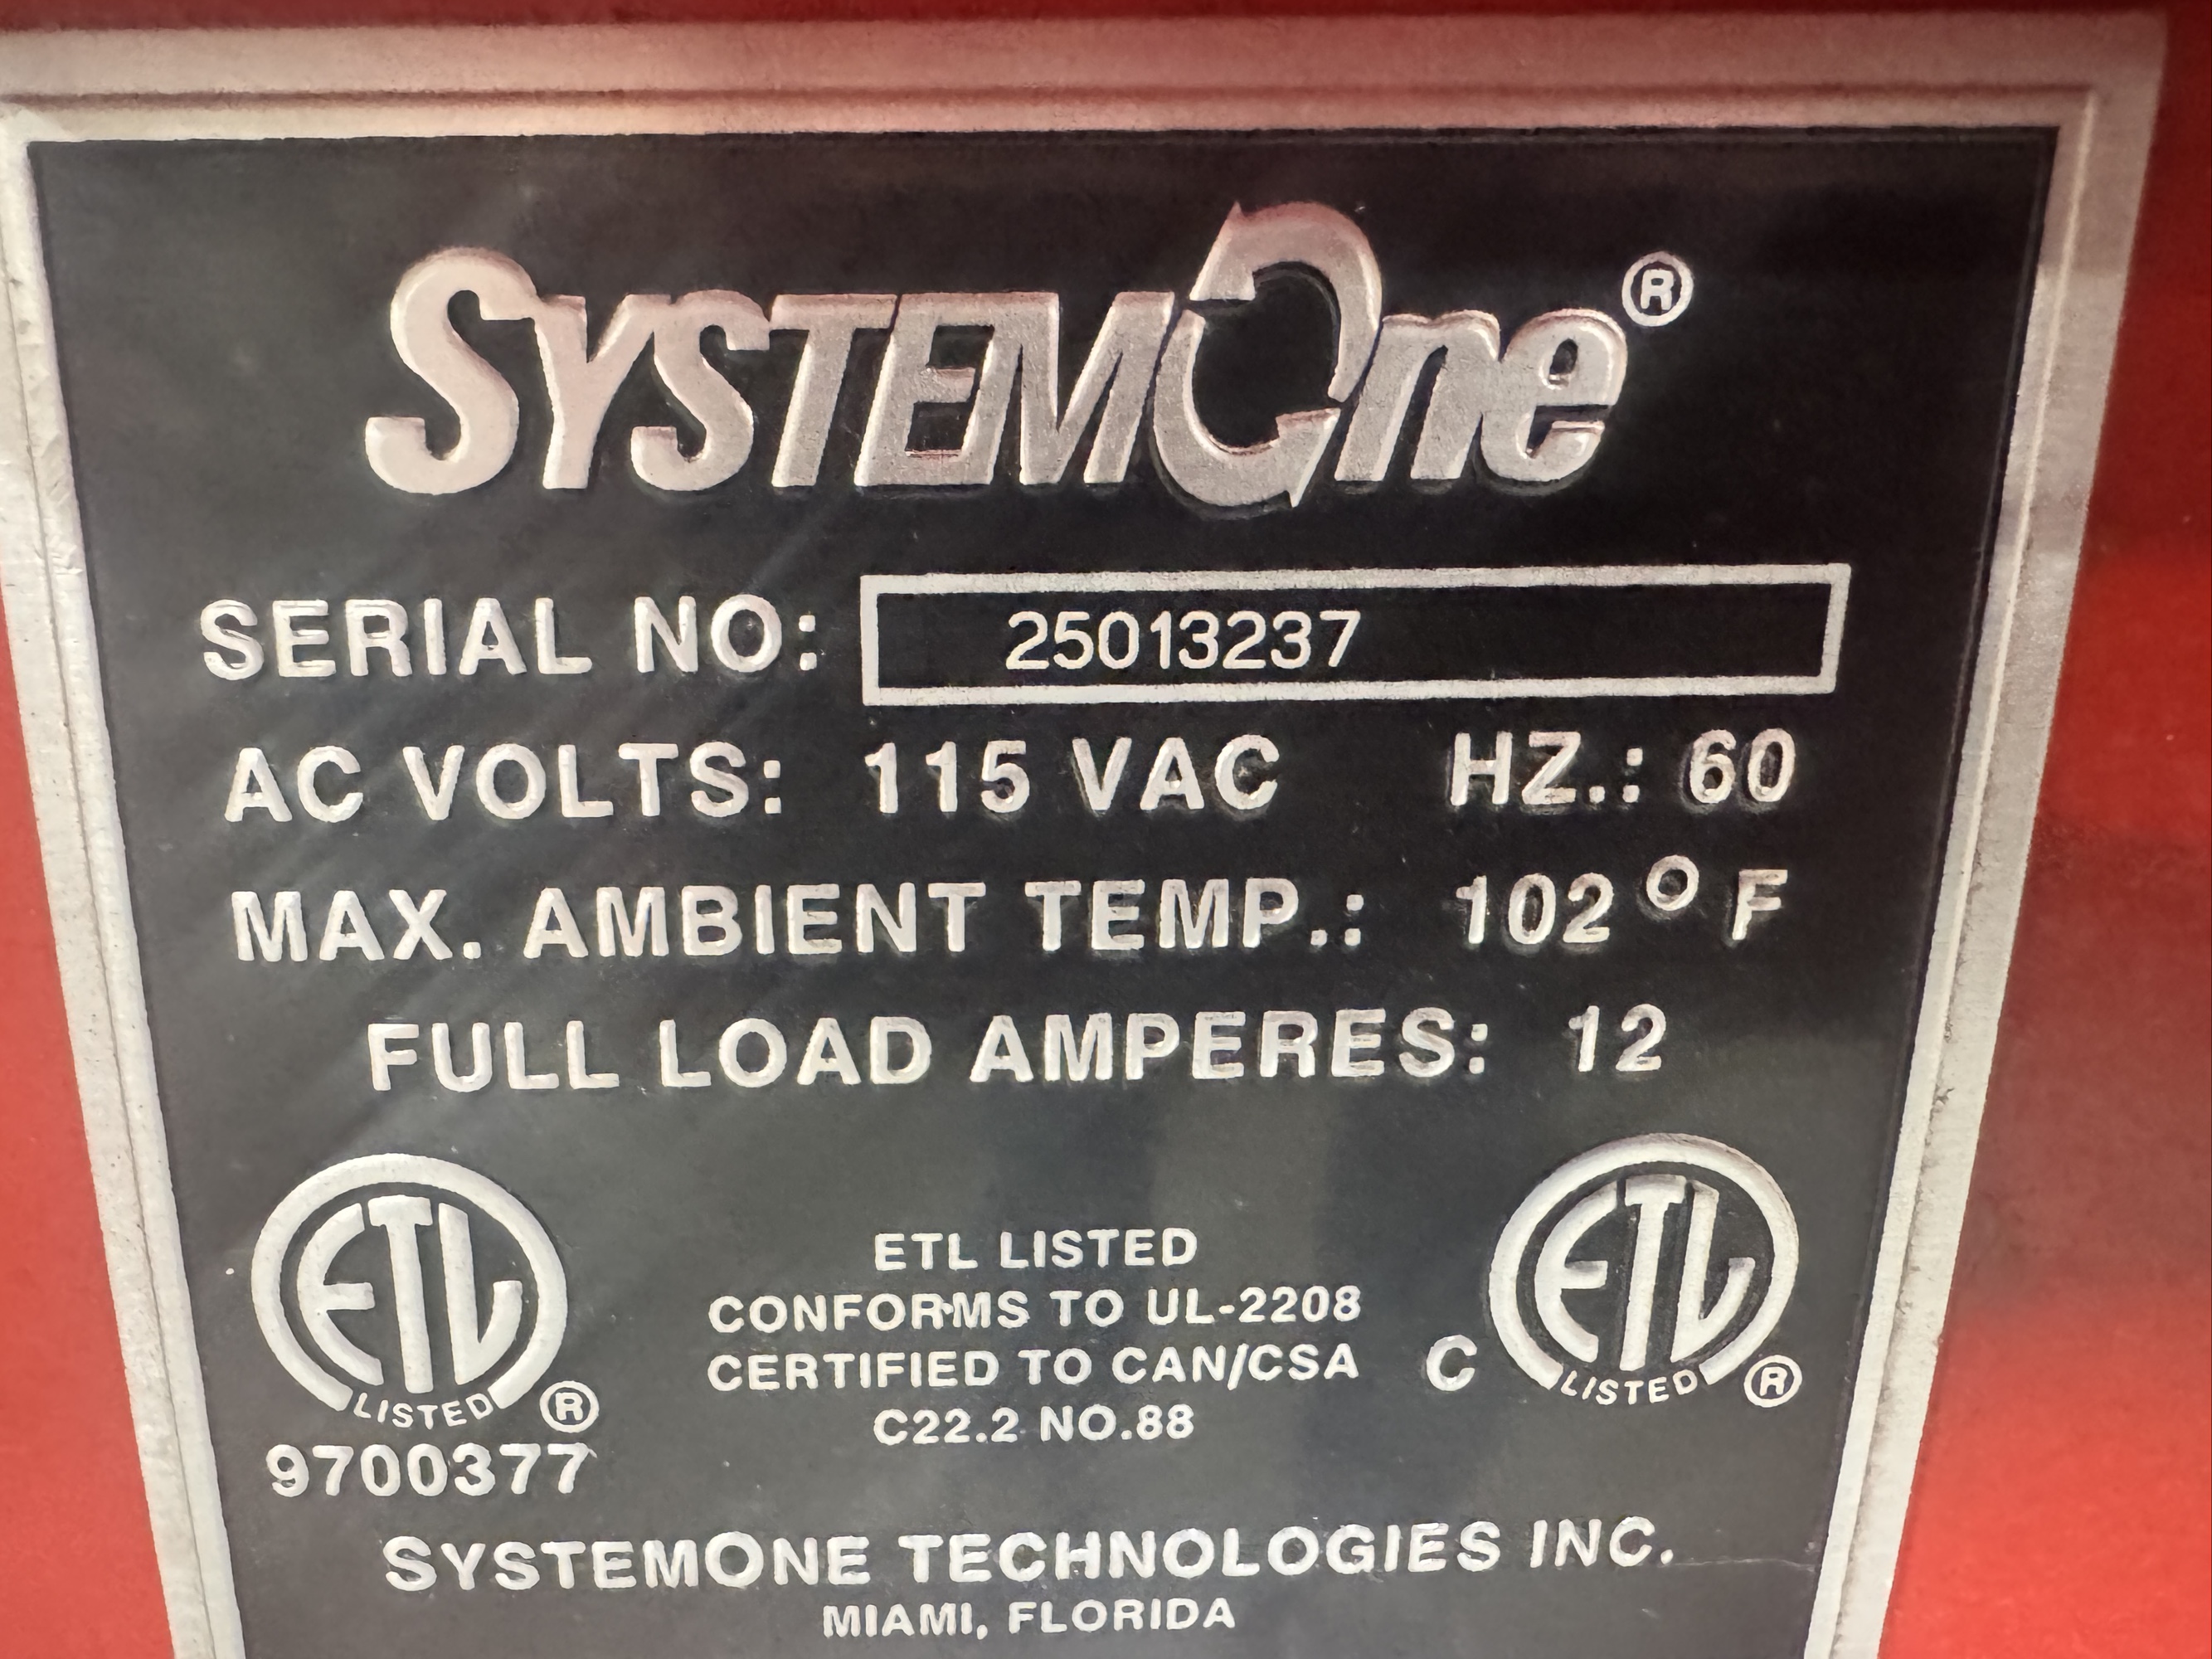 SYSTEMOne®
SERIAL NO: 25013237
AC VOLTS: 115 VAC HZ.: 60
MAX. AMBIENT TEMP.: 102° F
FULL LOAD AMPERES: 12
ETL LISTED ®
9700377
ETL LISTED
CONFORMS TO UL-2208
CERTIFIED TO CAN/CSA
C22.2 NO.88
C ETL LISTED ®
SYSTEMONE TECHNOLOGIES INC.
MIAMI, FLORIDA